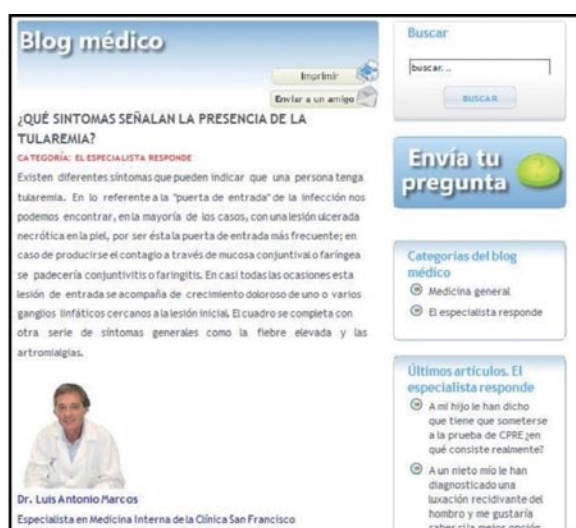 Blog médico
Imprimir
Enviar a un amigo
¿QUÉ SINTOMAS SEÑALAN LA PRESENCIA DE LA
TULAREMIA?
CATEGORÍA: EL ESPECIALISTA RESPONDE
Existen diferentes síntomas que pueden indicar que una persona tenga
tularemia. En lo referente a la "puerta de entrada" de la infección nos
podemos encontrar, en la mayoría de los casos, con una lesión ulcerada
necrótica en la piel, por ser ésta la puerta de entrada más frecuente; en
caso de producirse el contagio a través de mucosa conjuntival o faríngea
se padecería conjuntivitis o faringitis. En casi todas las ocasiones esta
lesión de entrada se acompaña de crecimiento doloroso de uno o varios
ganglios linfáticos cercanos a la lesión inicial. El cuadro se completa con
otra serie de síntomas generales como la fiebre elevada y las
artromialgias.
Dr. Luis Antonio Marcos
Especialista en Medicina Interna de la Clínica San Francisco
Buscar
buscar...
BUSCAR
Envía tu
pregunta
Categorías del blog
médico
Medicina general
El especialista responde
Últimos artículos. El
especialista responde
A mi hijo le han dicho
que tiene que someterse
a la prueba de CPRE ¿en
qué consiste realmente?
A un nieto mío le han
diagnosticado una
luxación recidivante del
hombro y me gustaría
saber si la mejor opción